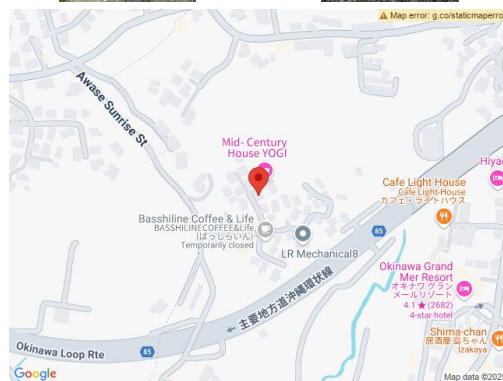 Map error: g.co/staticmaperro
Awase Sunrise St
Mid- Century
House YOGI
Hiya
Cafe Light House
Cafe Light House
カフェ・ライトハウス
85
Basshiline Coffee & Life
BASSHILINECOFFEE&Life
(ばっしらいん)
Temporarily closed
LR Mechanical8
Okinawa Grand
Mer Resort
オキナワ グラン
メールリゾート
4.1★ (2682)
4-star hotel
←主要地方道沖縄環状線
Shima-chan
居酒屋 島ちゃん
Izakaya
Okinawa Loop Rte
85
Google
Map data ©202